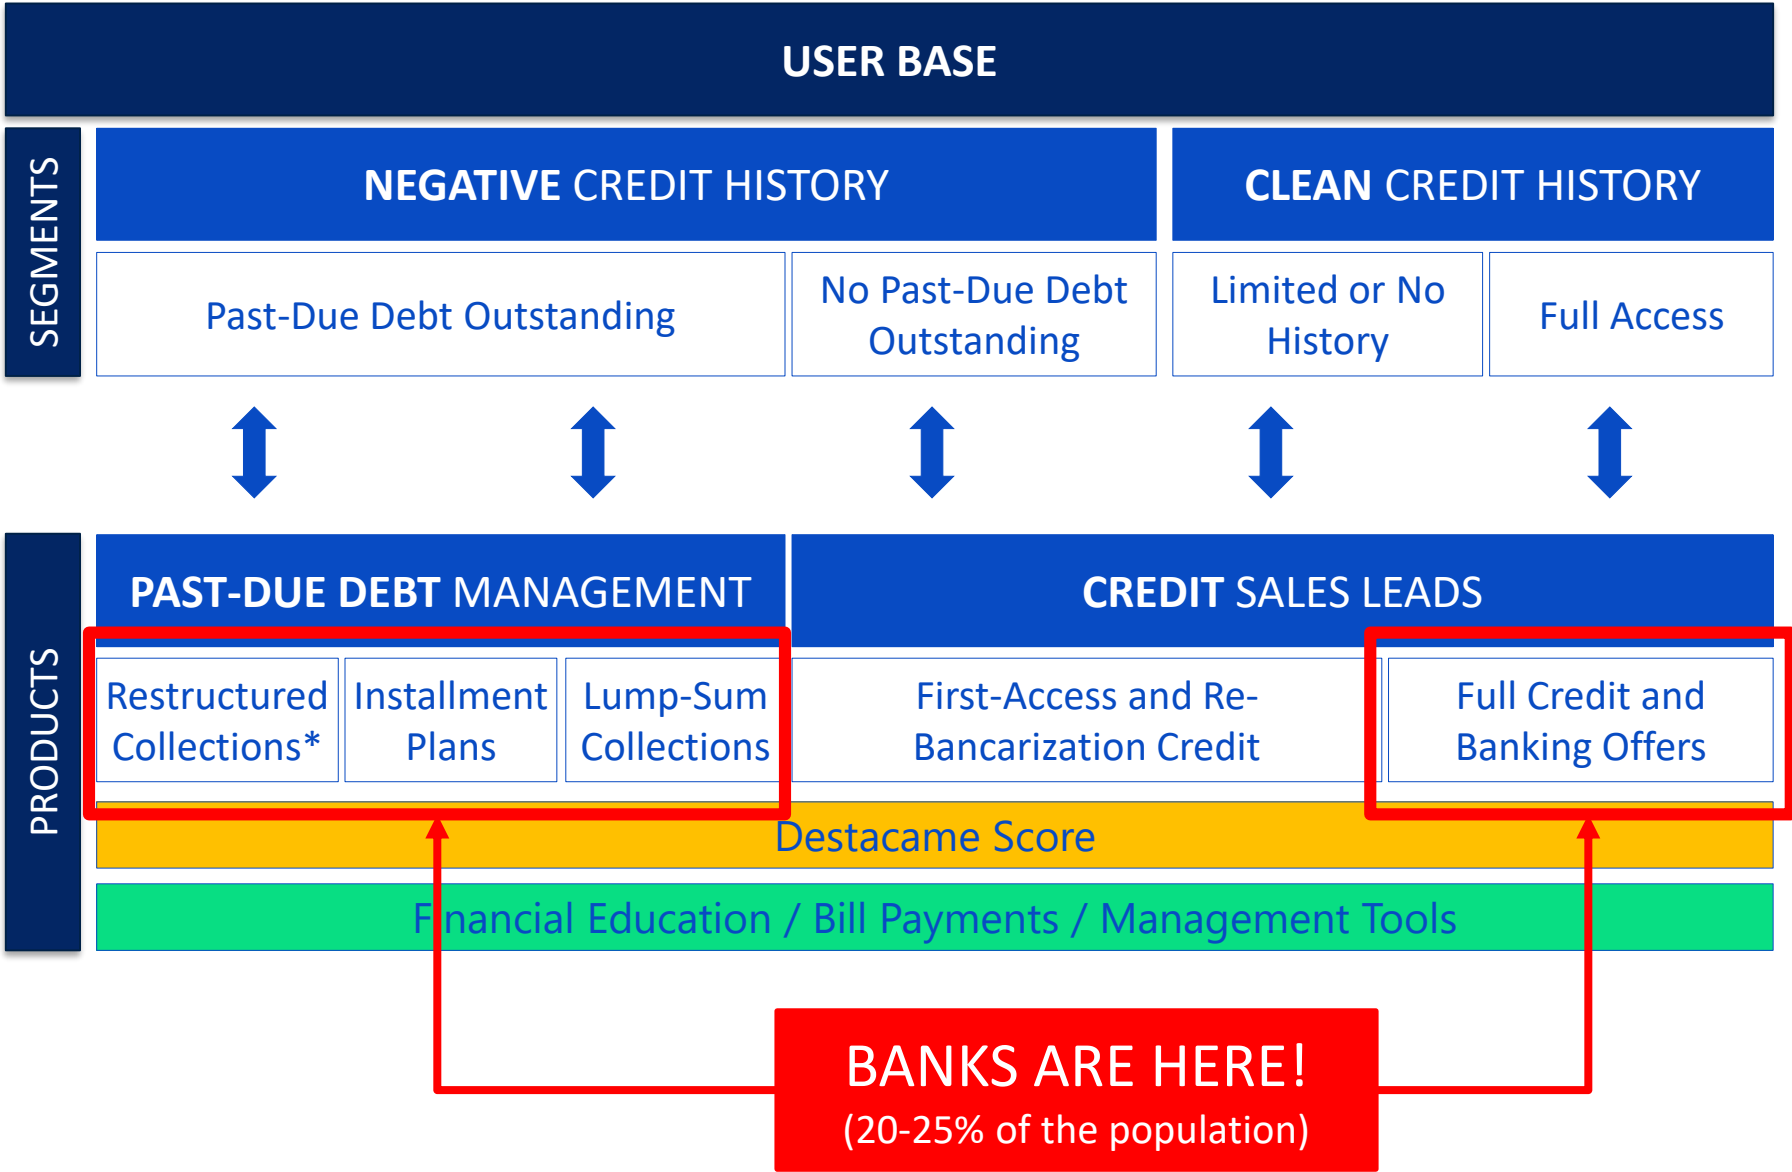 USER BASE
SEGMENTS
NEGATIVE CREDIT HISTORY
CLEAN CREDIT HISTORY
Past-Due Debt Outstanding
No Past-Due Debt
Outstanding
Limited or No
History
Full Access
PRODUCTS
PAST-DUE DEBT MANAGEMENT
CREDIT SALES LEADS
Restructured
Collections*
Installment
Plans
Lump-Sum
Collections
First-Access and Re-
Bancarization Credit
Full Credit and
Banking Offers
Destacame Score
Financial Education / Bill Payments / Management Tools
BANKS ARE HERE!
(20-25% of the population)